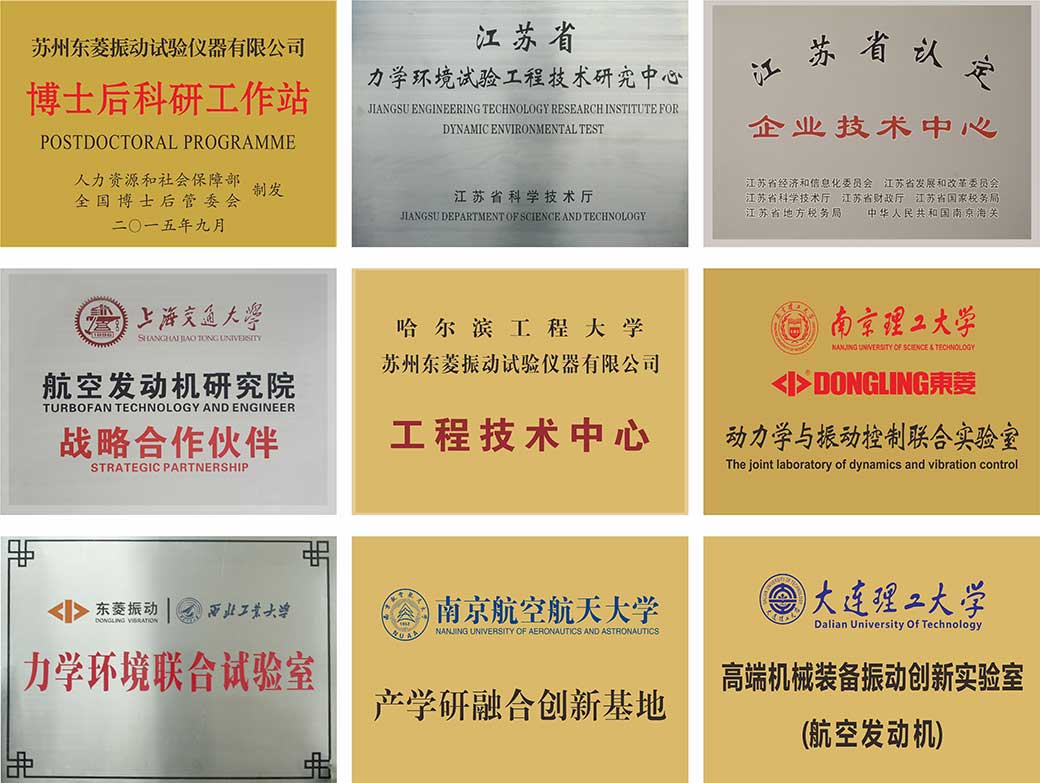 苏州东菱振动试验仪器有限公司
博士后科研工作站
POSTDOCTORAL PROGRAMME
人力资源和社会保障部
全国博士后管委会
制发
二〇一五年九月
江苏省
力学环境试验工程技术研究中心
JIANGSU ENGINEERING TECHNOLOGY RESEARCH INSTITUTE FOR
DYNAMIC ENVIRONMENTAL TEST
江苏省科学技术厅
JIANGSU DEPARTMENT OF SCIENCE AND TECHNOLOGY
江苏省认定
企业技术中心
江苏省经济和信息化委员会 江苏省发展和改革委员会
江苏省科学技术厅 江苏省财政厅 江苏省国家税务局
江苏省地方税务局 中华人民共和国南京海关
上海交通大学
SHANGHAI JIAO TONG UNIVERSITY
航空发动机研究院
TURBOFAN TECHNOLOGY AND ENGINEER
战略合作伙伴
STRATEGIC PARTNERSHIP
哈尔滨工程大学
苏州东菱振动试验仪器有限公司
工程技术中心
南京理工大学
NANJING UNIVERSITY OF SCIENCE & TECHNOLOGY
DONGLING東菱
动力学与振动控制联合实验室
The joint laboratory of dynamics and vibration control
东菱振动
DONGLING VIBRATION
西北工业大学
力学环境联合试验室
南京航空航天大学
NANJING UNIVERSITY OF AERONAUTICS AND ASTRONAUTICS
1952
NUAA
产学研融合创新基地
大连理工大学
Dalian University Of Technology
高端机械装备振动创新实验室
(航空发动机)